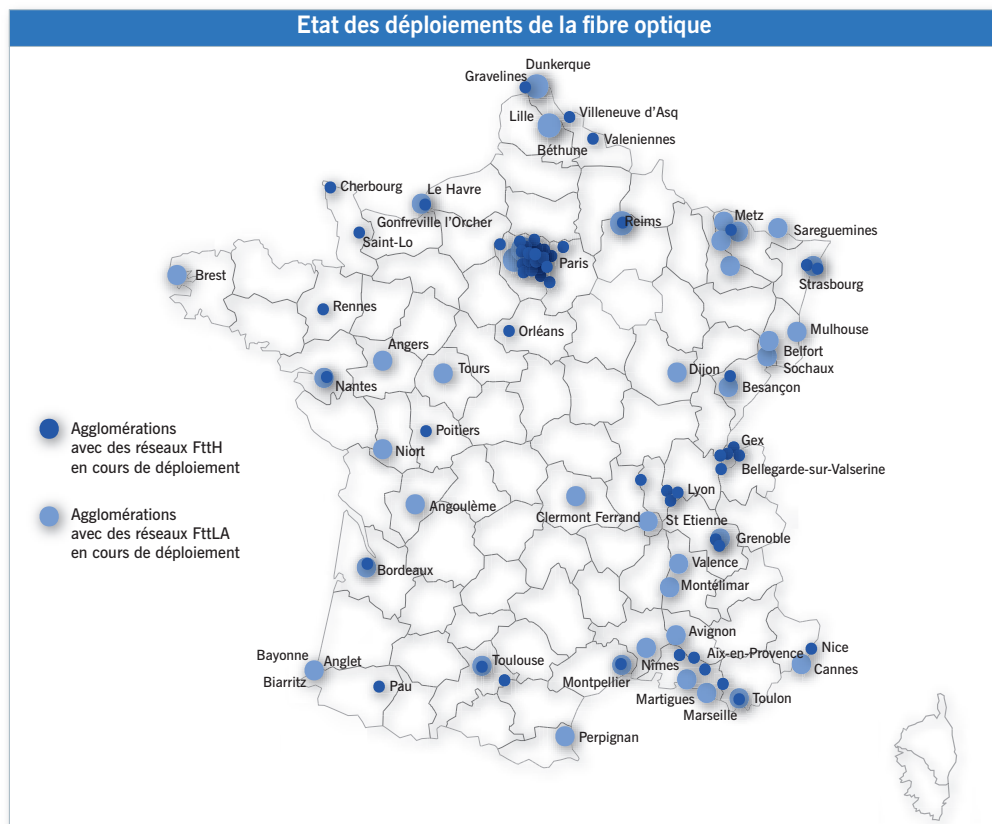 Etat des déploiements de la fibre optique
Dunkerque
Gravelines
Lille
Villeneuve d'Asq
Béthune
Valeniennes
Cherbourg
Le Havre
Gonfreville l'Orcher
Saint-Lo
Reims
Metz
Sareguemines
Paris
Strasbourg
Brest
Rennes
Orléans
Mulhouse
Angers
Belfort
Sochaux
Nantes
Tours
Dijon
Besançon
Agglomérations
avec des réseaux FttH
en cours de déploiement
Poitiers
Niort
Gex
Bellegarde-sur-Valserine
Agglomérations
avec des réseaux FttLA
en cours de déploiement
Angoulème
Lyon
Clermont Ferrand
St Etienne
Grenoble
Bordeaux
Valence
Montélimar
Avignon
Bayonne
Anglet
Biarritz
Toulouse
Pau
Montpellier
Nîmes
Aïx-en-Provence
Nice
Cannes
Martigues
Marseille
Toulon
Perpignan